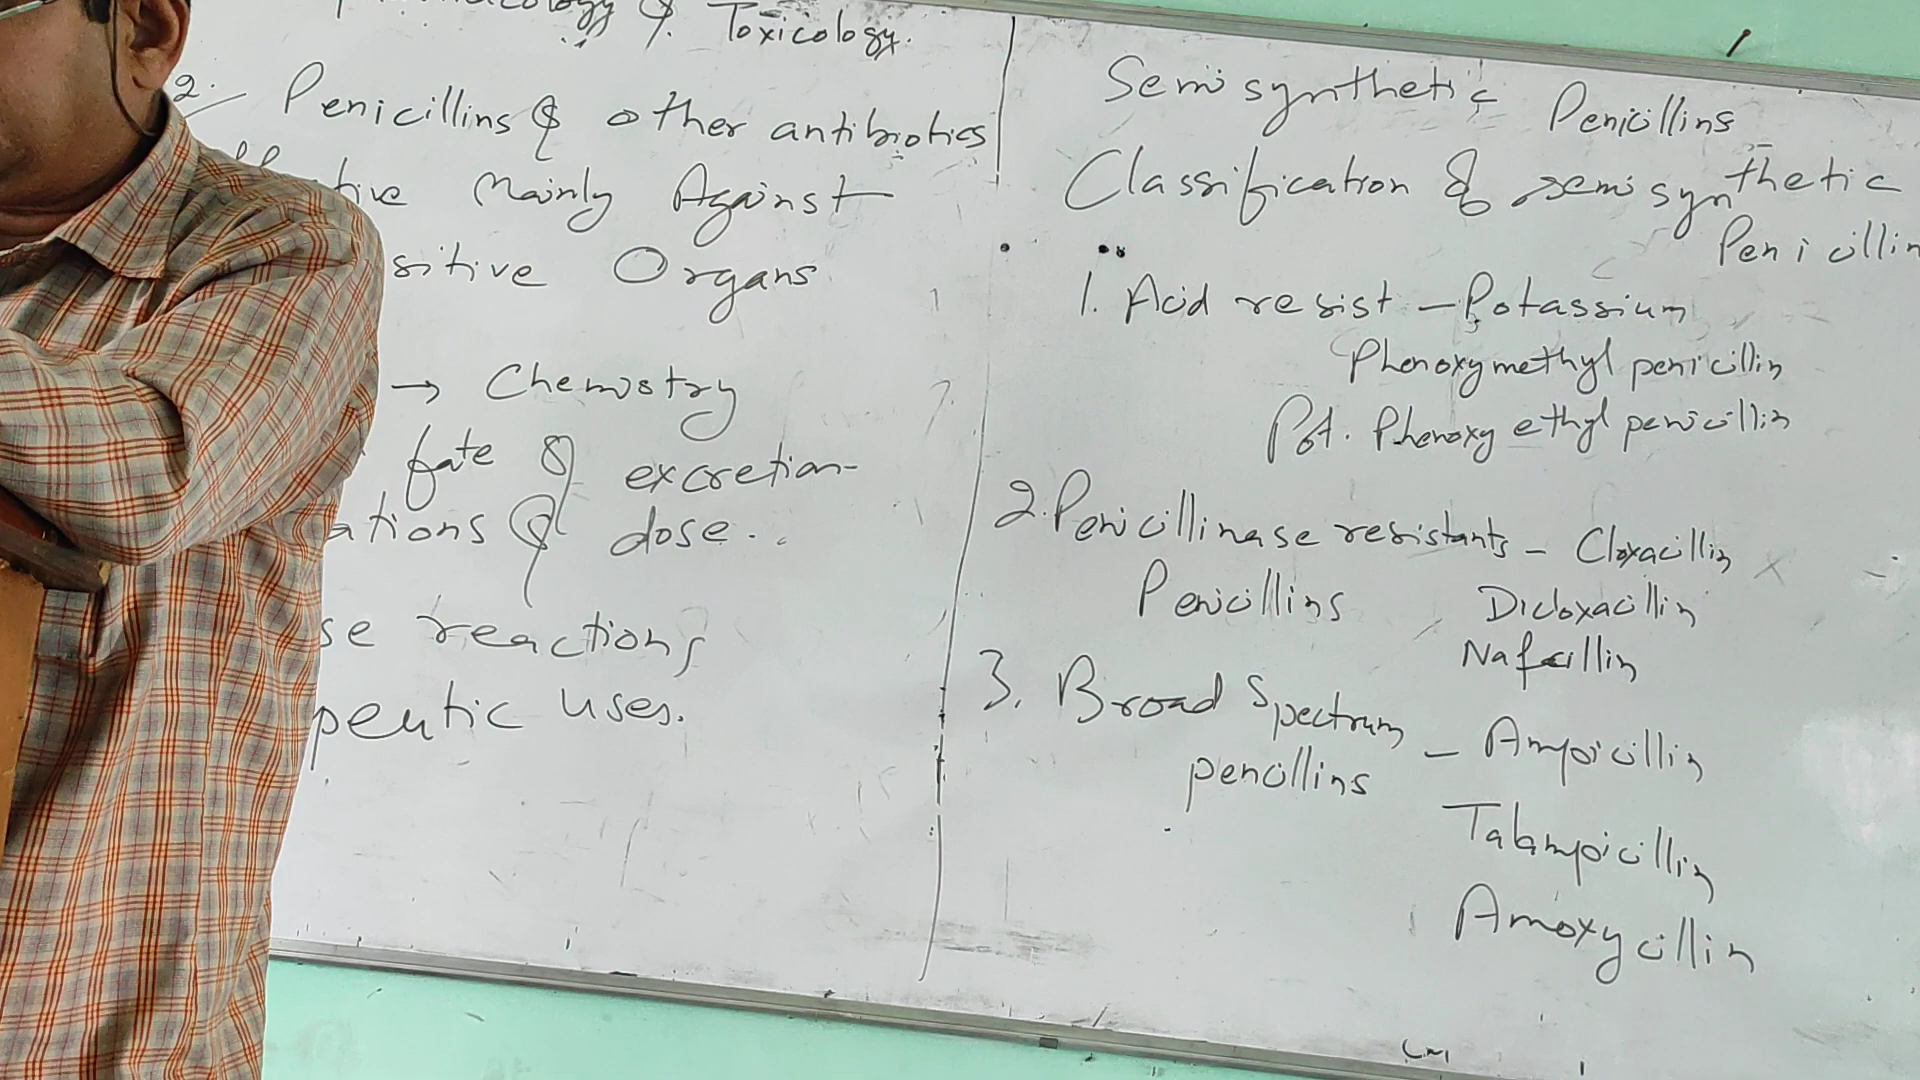 & Toxicology.
2. Penicillins & other antibiotics
Mainly Against
sitive Organs
→ Chemistry
fate & excretion
ations & dose..
se reactions
peutic uses.
Semisynthetic Penicillins
Classification of semisynthetic
Penicillin
1. Acid resist - Potassium
Phenoxymethyl penicillin
Pot. Phenoxyethyl penicillin
2. Penicillinase resistants - Cloxacillin
Penicillins Dicloxacillin
Nafcillin
3. Broad Spectrum - Ampicillin
pencillins
Talampicillin
Amoxycillin